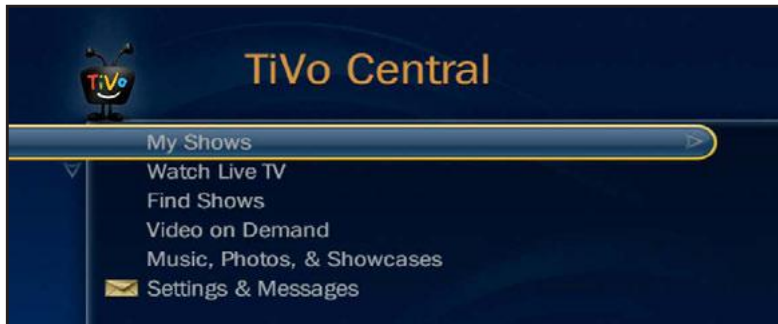 TiVo
TiVo Central
My Shows
Watch Live TV
Find Shows
Video on Demand
Music, Photos, & Showcases
Settings & Messages